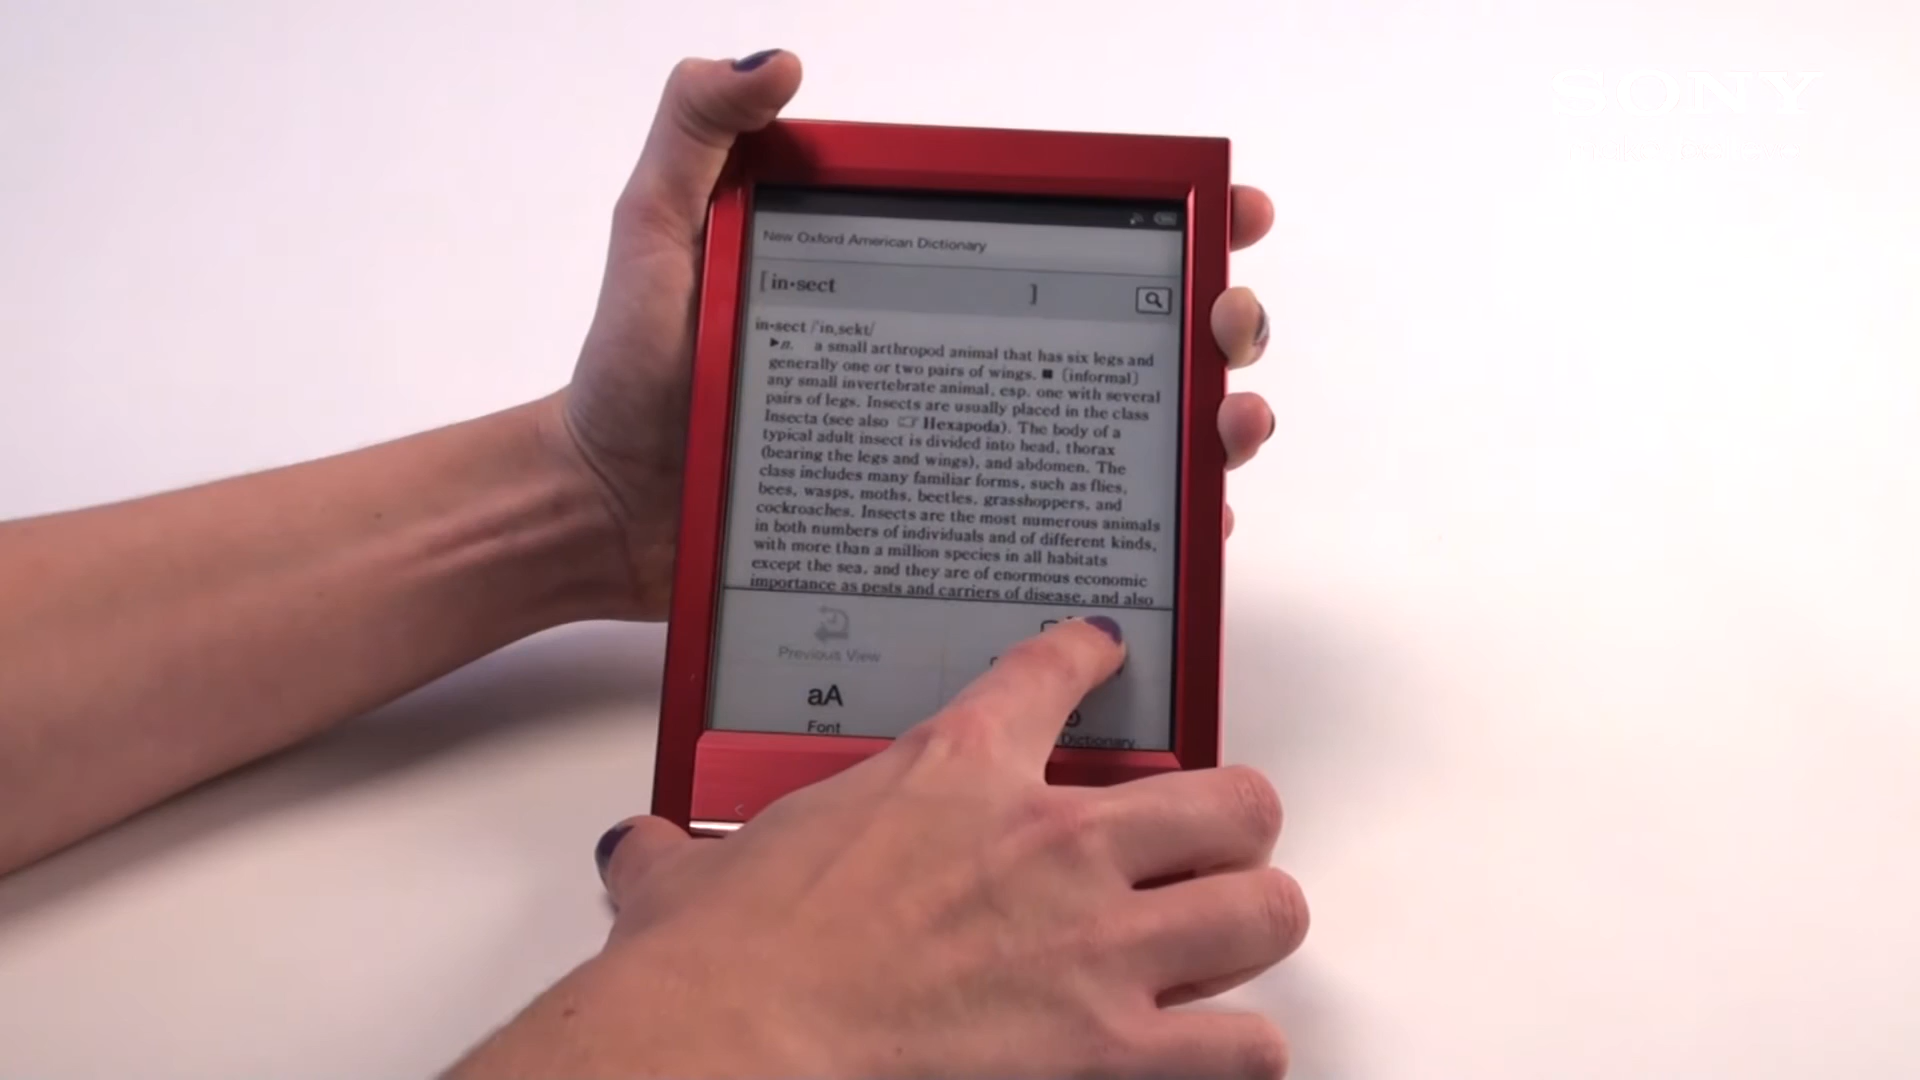 SONY
New Oxford American Dictionary
[in•sect ]
in•sect /ˈinˌsekt/
▶n. a small arthropod animal that has six legs and
generally one or two pairs of wings. ■ (informal)
any small invertebrate animal, esp. one with several
pairs of legs. Insects are usually placed in the class
Insecta (see also ☞ Hexapoda). The body of a
typical adult insect is divided into head, thorax
(bearing the legs and wings), and abdomen. The
class includes many familiar forms, such as flies,
bees, wasps, moths, beetles, grasshoppers, and
cockroaches. Insects are the most numerous animals
in both numbers of individuals and of different kinds,
with more than a million species in all habitats
except the sea, and they are of enormous economic
importance as pests and carriers of disease, and also
Previous View
aA
Font
Dictionary